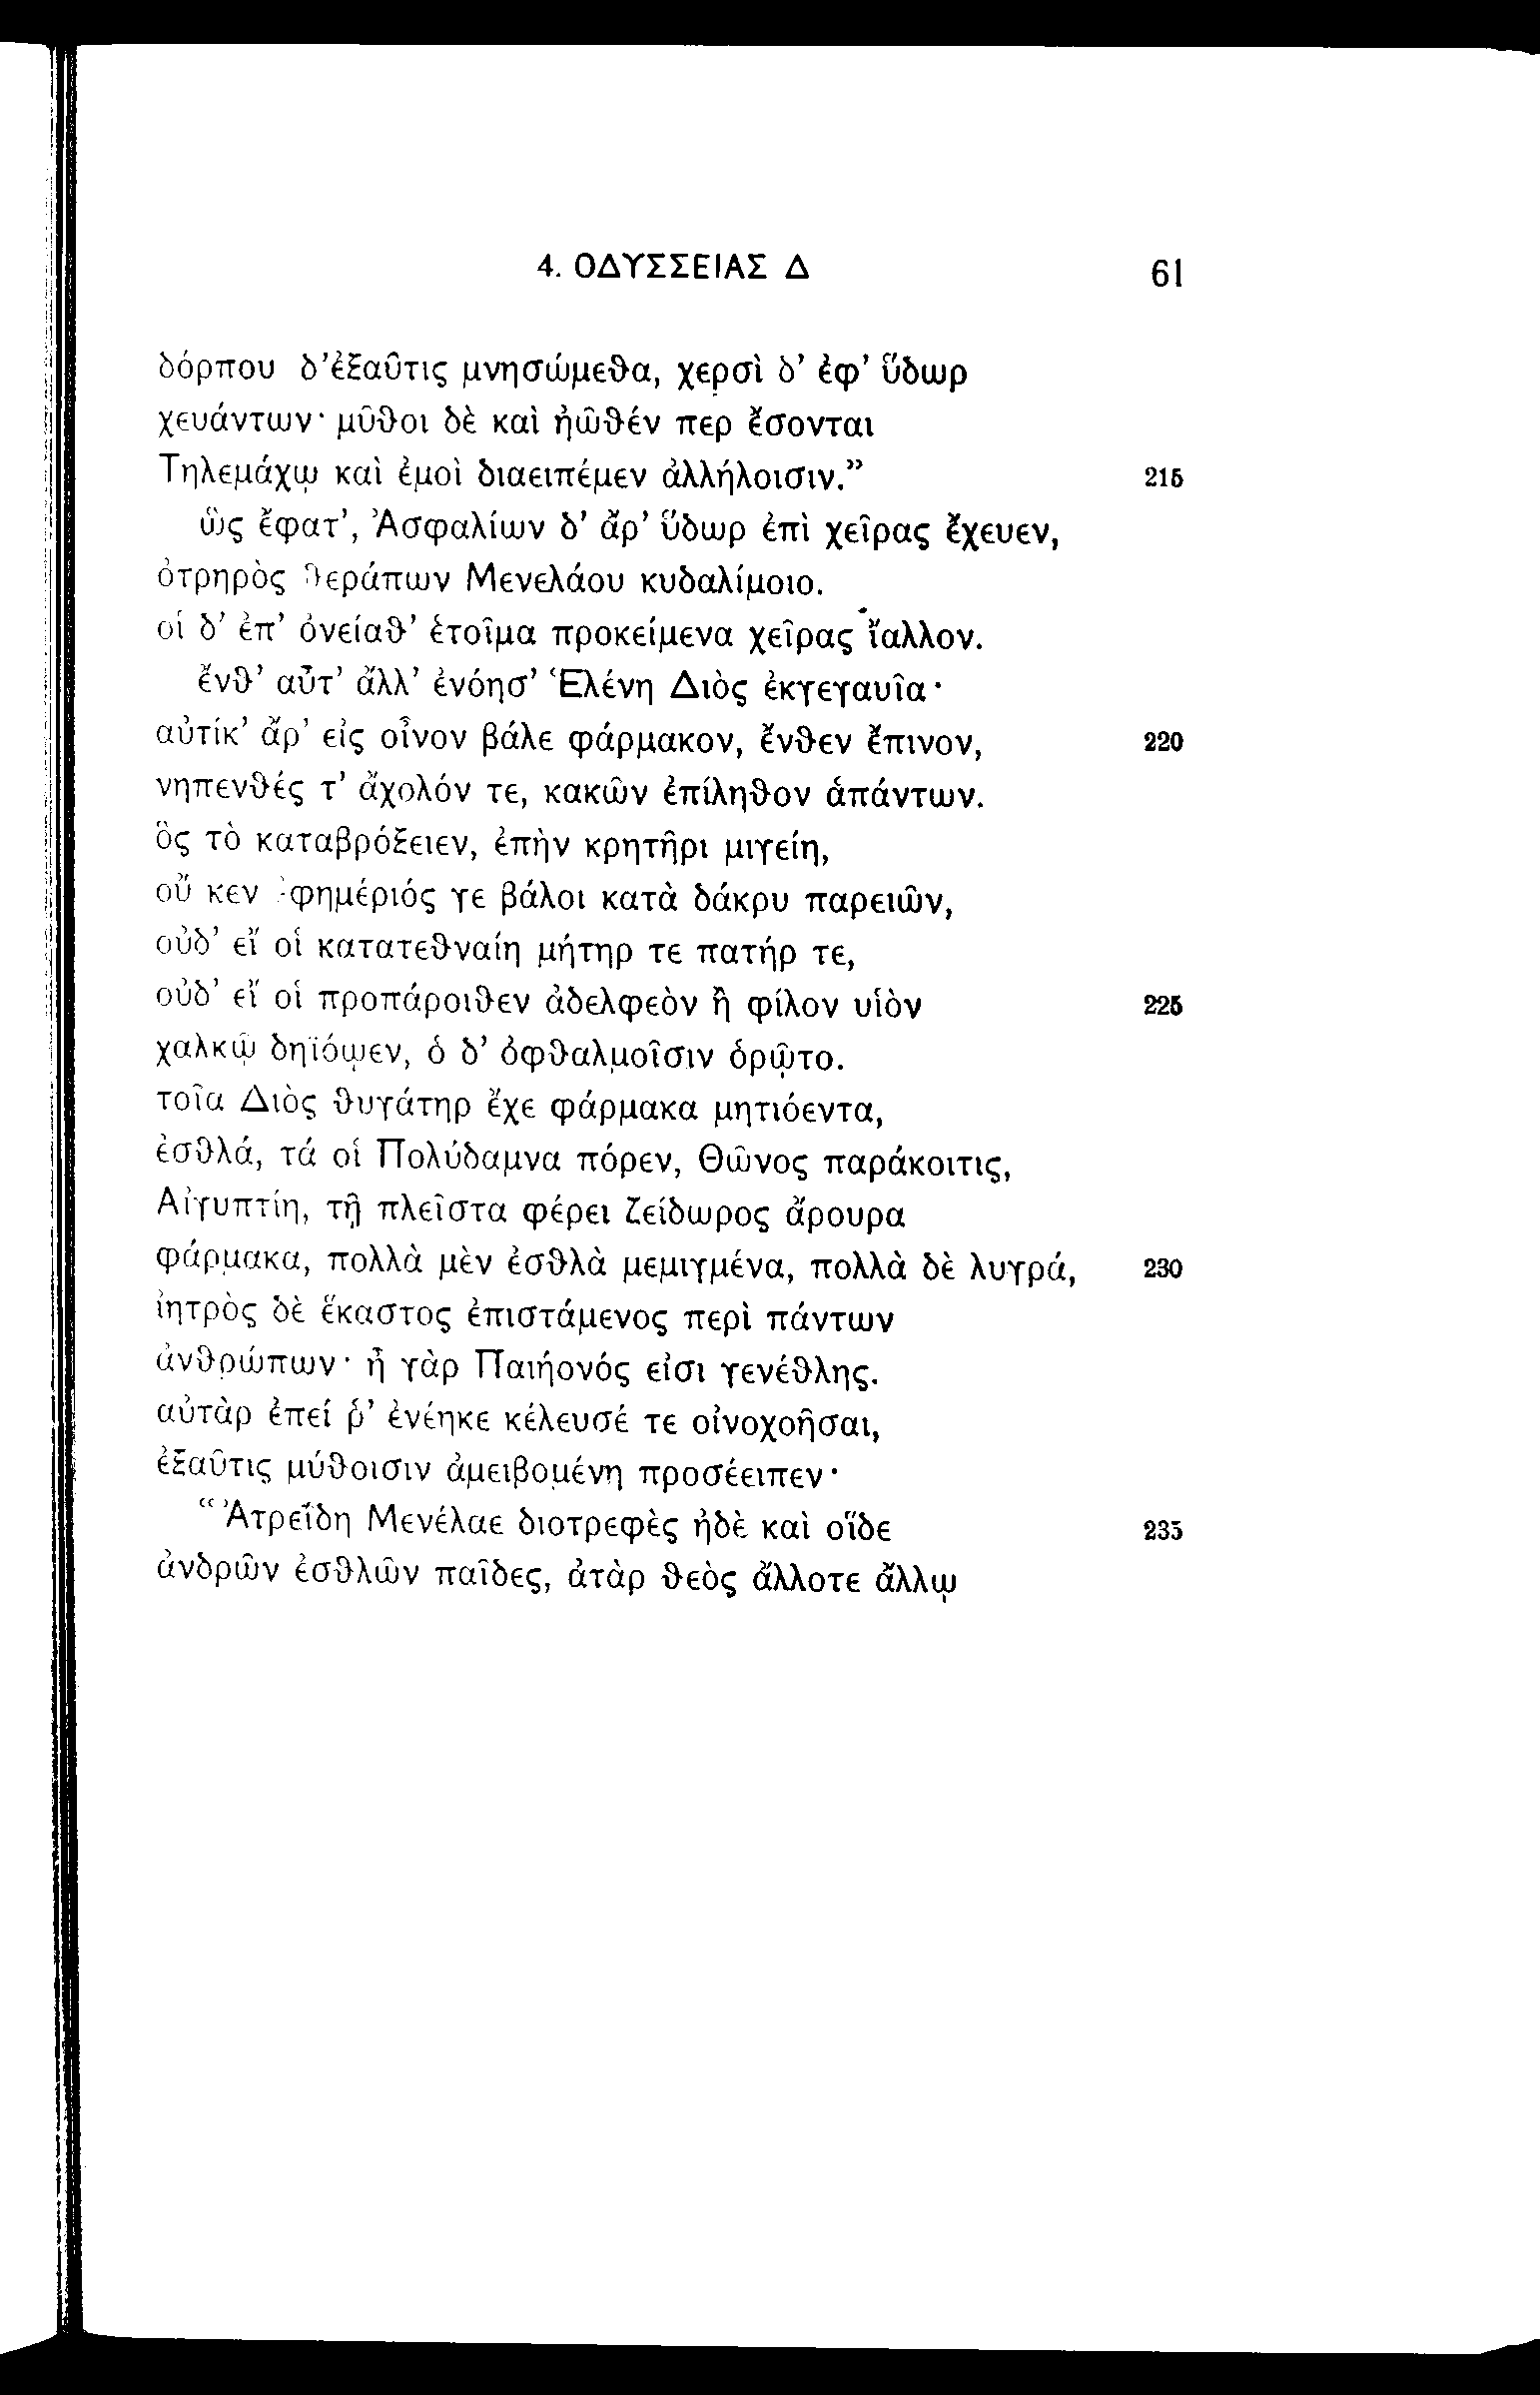 4. ΟΔΥΣΣΕΙΑΣ Δ 61
δόρπου δ’ἐξαῦτις μνησώμεϑα, χερσὶ δ’ ἐφ’ ὕδωρ
χευάντων· μῦϑοι δὲ καὶ ἠῶϑέν περ ἔσονται
Τηλεμάχῳ καὶ ἐμοὶ διαειπέμεν ἀλλήλοισιν.” 215
ὣς ἔφατ’, Ἀσφαλίων δ’ ἄρ’ ὕδωρ ἐπὶ χεῖρας ἔχευεν,
ὀτρηρὸς ϑεράπων Μενελάου κυδαλίμοιο.
οἱ δ’ ἐπ’ ὀνείαϑ’ ἑτοῖμα προκείμενα χεῖρας ἴαλλον.
ἔνϑ’ αὖτ’ ἄλλ’ ἐνόησ’ Ἑλένη Διὸς ἐκγεγαυῖα·
αὐτίκ’ ἄρ’ εἰς οἶνον βάλε φάρμακον, ἔνϑεν ἔπινον, 220
νηπενϑές τ’ ἄχολόν τε, κακῶν ἐπίληϑον ἁπάντων.
ὃς τὸ καταβρόξειεν, ἐπὴν κρητῆρι μιγείη,
οὔ κεν ἐφημέριός γε βάλοι κατὰ δάκρυ παρειῶν,
οὐδ’ εἴ οἱ κατατεϑναίη μήτηρ τε πατήρ τε,
οὐδ’ εἴ οἱ προπάροιϑεν ἀδελφεὸν ἢ φίλον υἱὸν 225
χαλκῷ δηϊόῳεν, ὁ δ’ ὀφϑαλμοῖσιν ὁρῷτο.
τοῖα Διὸς ϑυγάτηρ ἔχε φάρμακα μητιόεντα,
ἐσϑλά, τά οἱ Πολύδαμνα πόρεν, Θῶνος παράκοιτις,
Αἰγυπτίη, τῇ πλεῖστα φέρει ζείδωρος ἄρουρα
φάρμακα, πολλὰ μὲν ἐσϑλὰ μεμιγμένα, πολλὰ δὲ λυγρά, 230
ἰητρὸς δὲ ἕκαστος ἐπιστάμενος περὶ πάντων
ἀνϑρώπων· ἦ γὰρ Παιήονός εἰσι γενέϑλης.
αὐτὰρ ἐπεί ῥ’ ἐνέηκε κέλευσέ τε οἰνοχοῆσαι,
ἐξαῦτις μύϑοισιν ἀμειβομένη προσέειπεν·
“Ἀτρεΐδη Μενέλαε διοτρεφὲς ἠδὲ καὶ οἵδε 235
ἀνδρῶν ἐσϑλῶν παῖδες, ἀτὰρ ϑεὸς ἄλλοτε ἄλλῳ